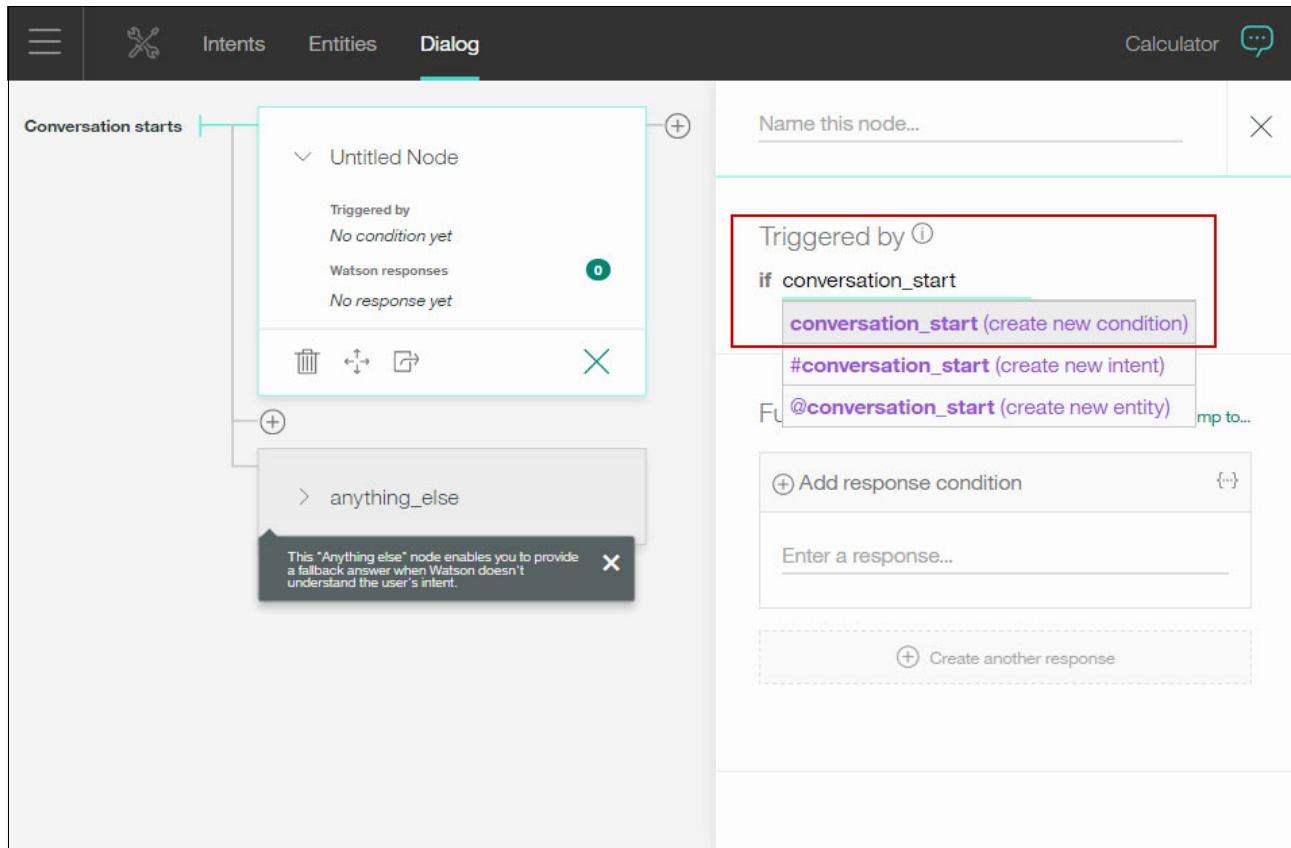 Intents Entities Dialog Calculator
Conversation starts
Untitled Node
Triggered by
No condition yet
Watson responses 0
No response yet
anything_else
This "Anything else" node enables you to provide
a fallback answer when Watson doesn't
understand the user's intent.
Name this node...
Triggered by
if conversation_start
conversation_start (create new condition)
#conversation_start (create new intent)
@conversation_start (create new entity)
Fu mp to...
Add response condition {...}
Enter a response...
Create another response